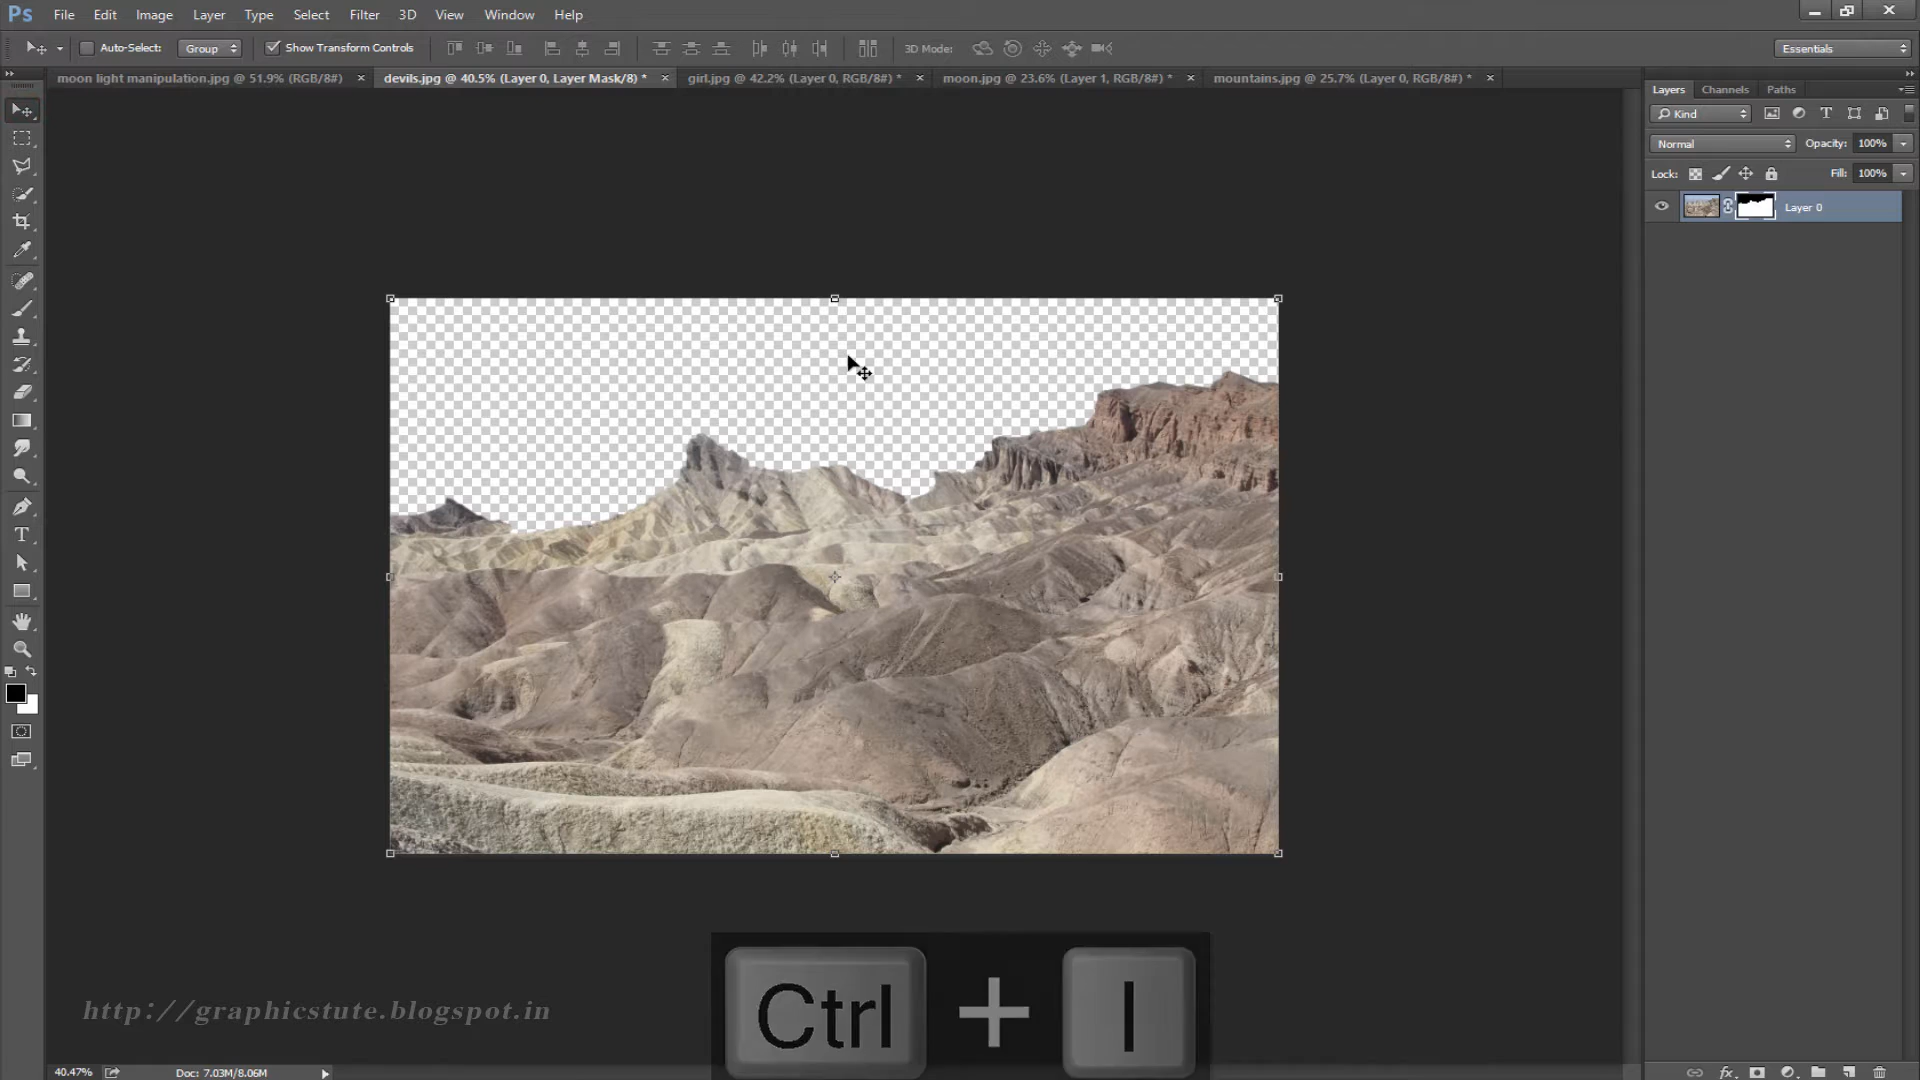 Ps File Edit Image Layer Type Select Filter 3D View Window Help
Auto-Select: Group Show Transform Controls 3D Mode: Essentials
moon light manipulation.jpg @ 51.9% (RGB/8#) × devils.jpg @ 40.5% (Layer 0, Layer Mask/8) * × girl.jpg @ 42.2% (Layer 0, RGB/8#) * × moon.jpg @ 23.6% (Layer 1, RGB/8#) * × mountains.jpg @ 25.7% (Layer 0, RGB/8#) * ×
Layers Channels Paths
Kind
Normal Opacity: 100%
Lock: Fill: 100%
Layer 0
Ctrl + I
http://graphicstute.blogspot.in
40.47% Doc: 7.03M/8.06M